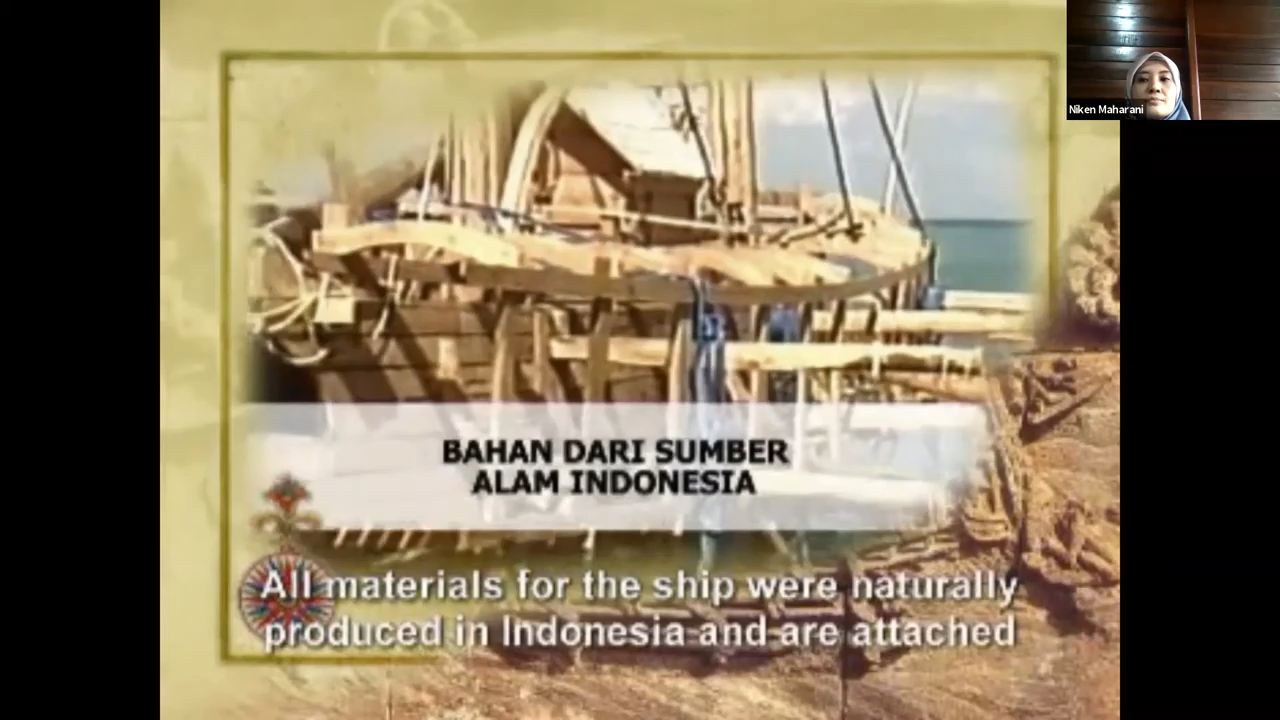 Niken Maharani
BAHAN DARI SUMBER
ALAM INDONESIA
All materials for the ship were naturally
produced in Indonesia and are attached